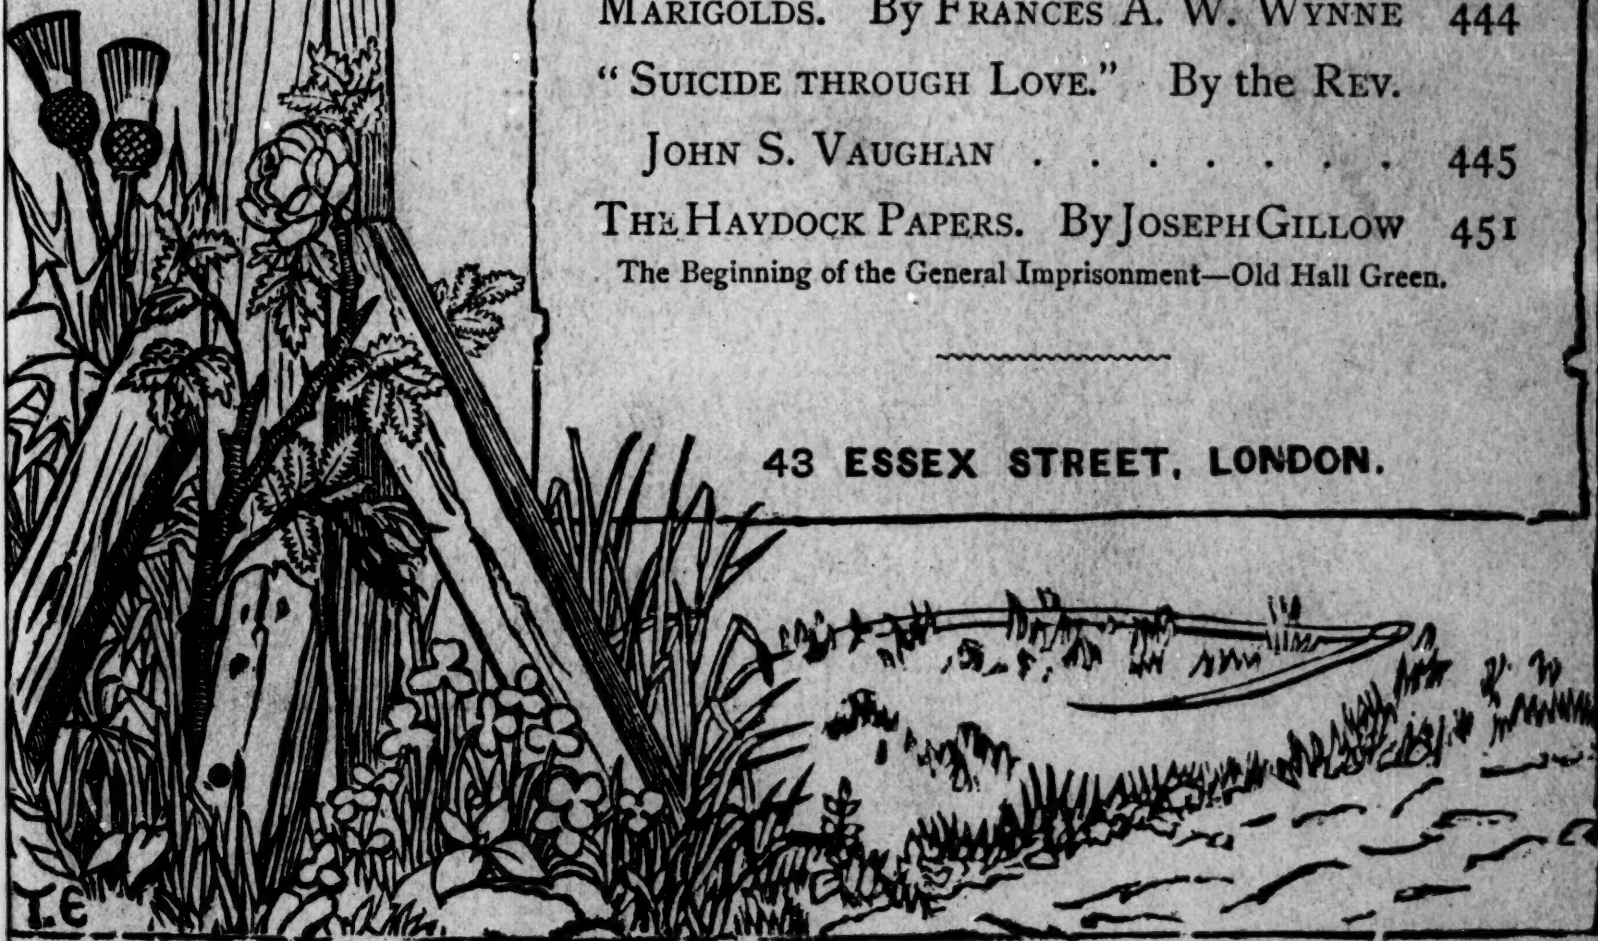 MARIGOLDS. By FRANCES A. W. WYNNE 444
“SUICIDE THROUGH LOVE.” By the REV.
JOHN S. VAUGHAN . . . . . . . 445
THE HAYDOCK PAPERS. By JOSEPH GILLOW 451
The Beginning of the General Imprisonment—Old Hall Green.
43 ESSEX STREET, LONDON.
T.E